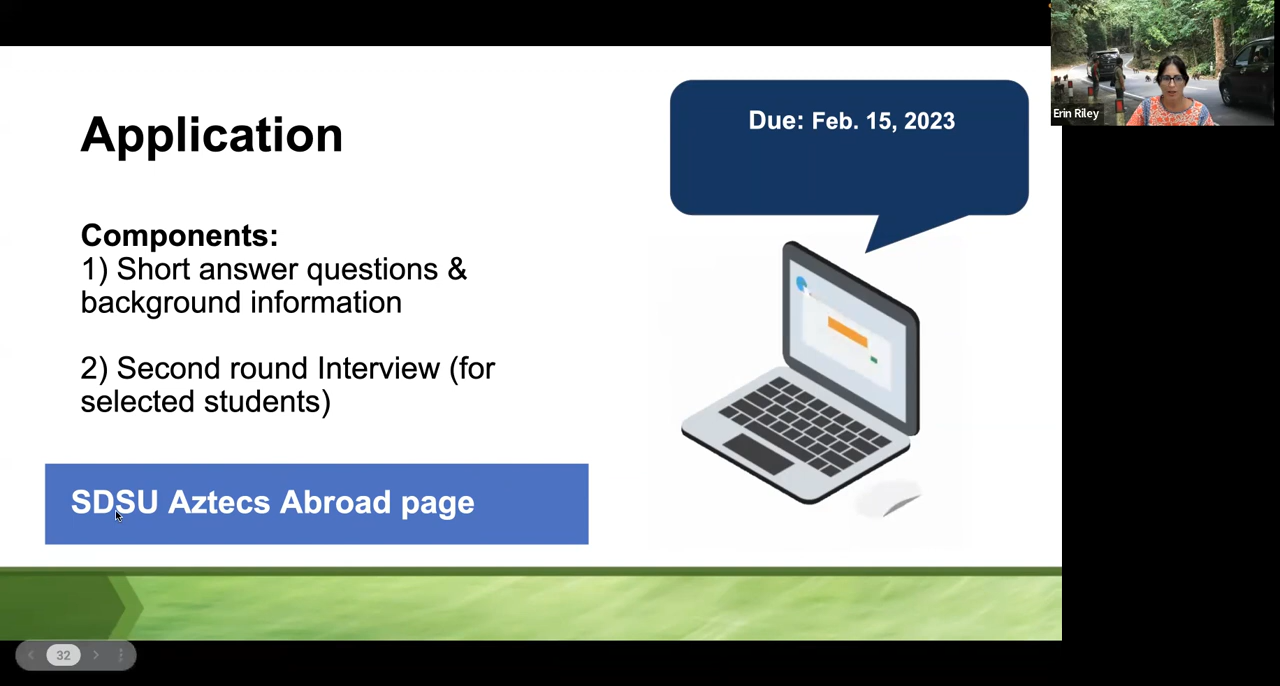 Application
Due: Feb. 15, 2023
Erin Riley
Components:
1) Short answer questions &
background information
2) Second round Interview (for
selected students)
SDSU Aztecs Abroad page
32